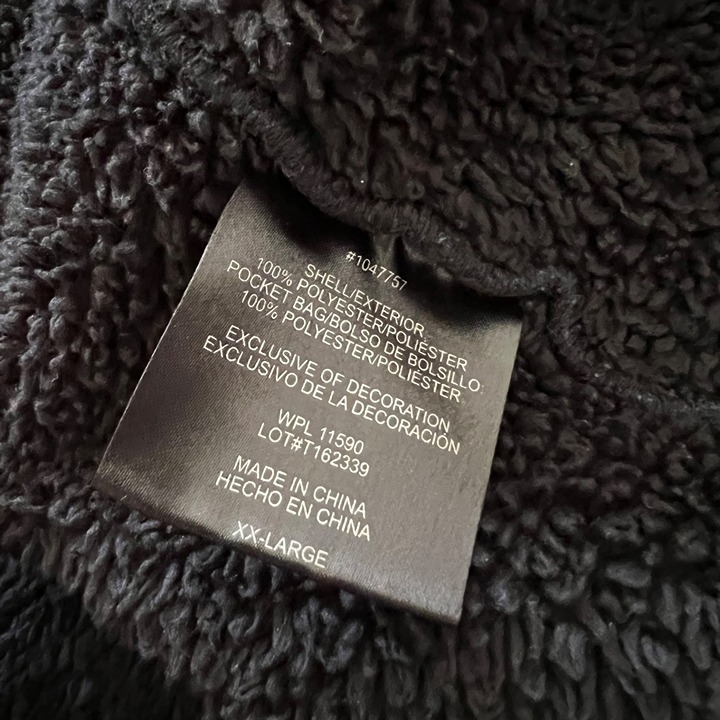 #1047757
SHELL/EXTERIOR
100% POLYESTER/POLIÉSTER
POCKET BAG/BOLSO DE BOLSILLO
100% POLYESTER/POLIÉSTER
EXCLUSIVE OF DECORATION
EXCLUSIVO DE LA DECORACIÓN
WPL 11590
LOT#T162339
MADE IN CHINA
HECHO EN CHINA
XX-LARGE